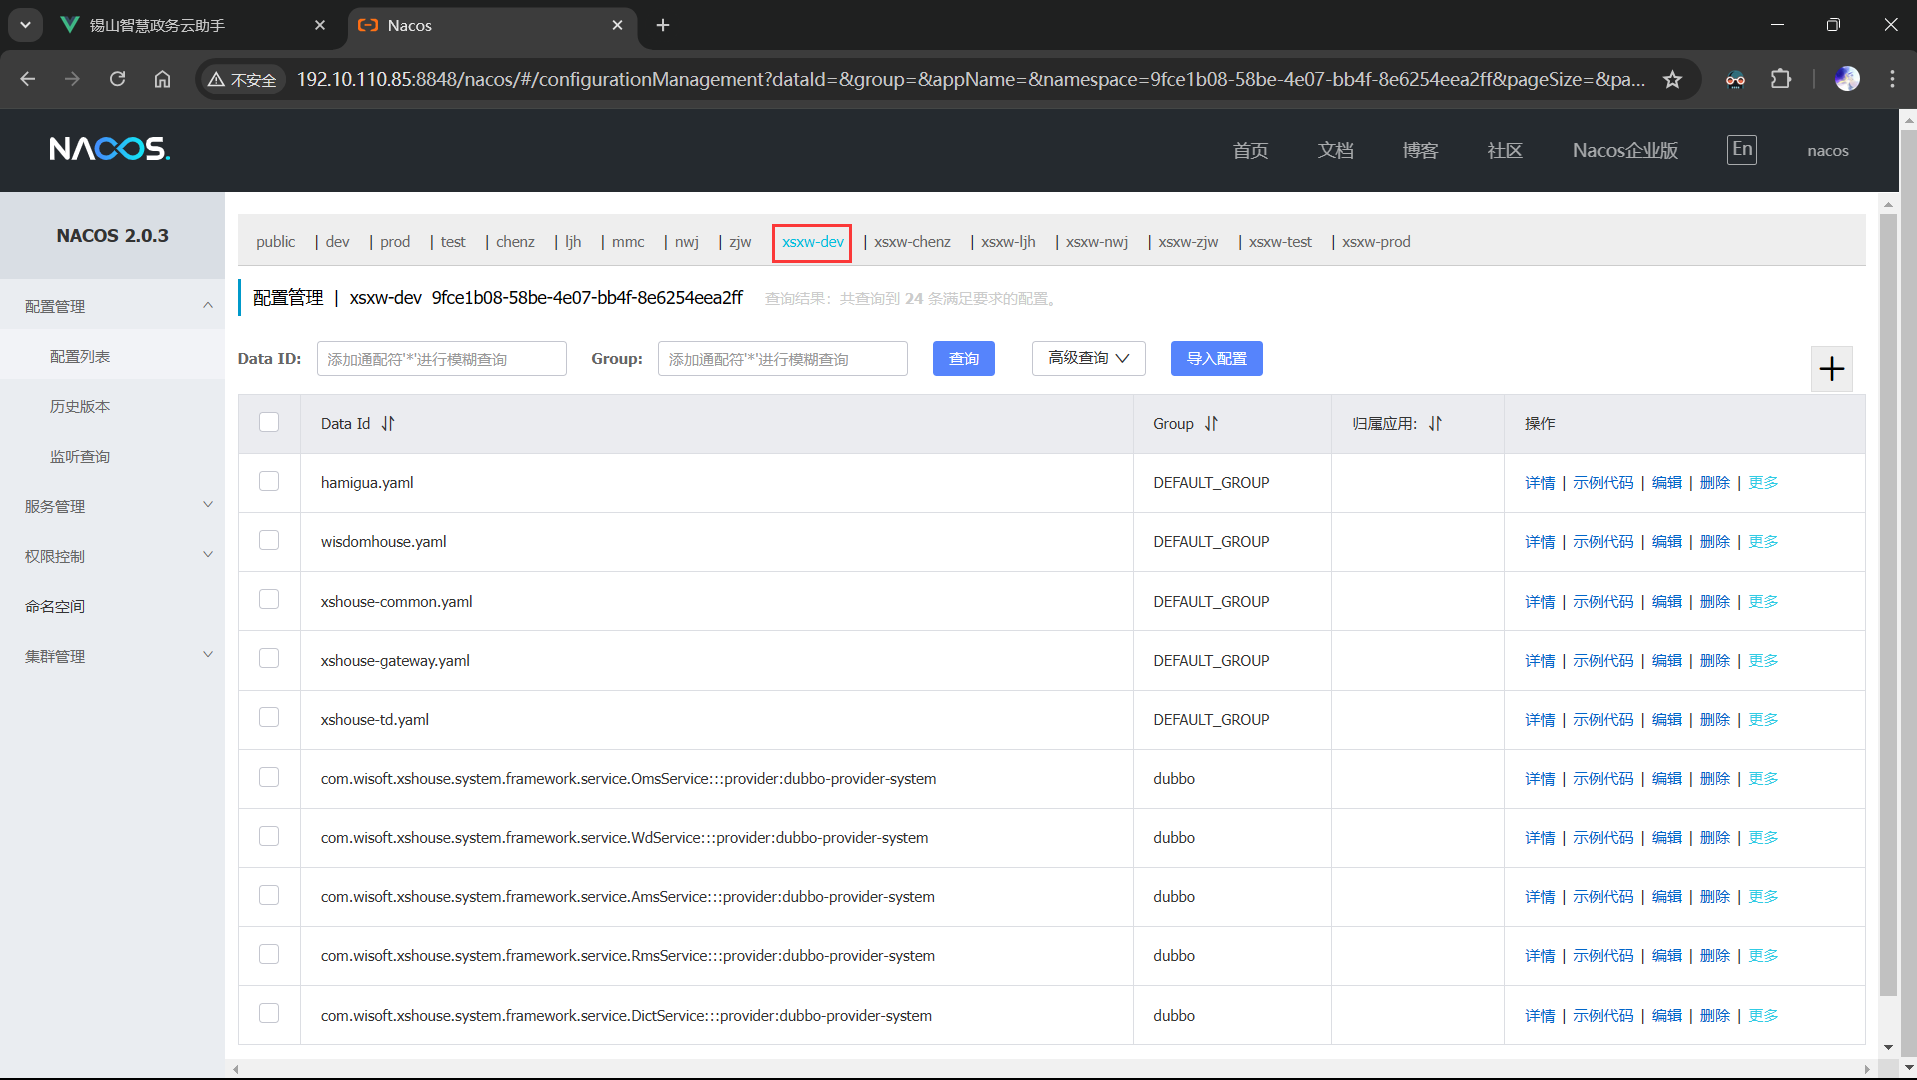 锡山智慧政务云助手
Nacos
不安全 192.10.110.85:8848/nacos/#/configurationManagement?dataId=&group=&appName=&namespace=9fce1b08-58be-4e07-bb4f-8e6254eea2ff&pageSize=&pa...
NACOS.
首页 文档 博客 社区 Nacos企业版 En nacos
NACOS 2.0.3
配置管理
配置列表
历史版本
监听查询
服务管理
权限控制
命名空间
集群管理
public | dev | prod | test | chenz | ljh | mmc | nwj | zjw xsxw-dev | xsxw-chenz | xsxw-ljh | xsxw-nwj | xsxw-zjw | xsxw-test | xsxw-prod
配置管理 | xsxw-dev 9fce1b08-58be-4e07-bb4f-8e6254eea2ff 查询结果：共查询到 24 条满足要求的配置。
Data ID: 添加通配符'*'进行模糊查询 Group: 添加通配符'*'进行模糊查询 查询 高级查询 导入配置
Data Id Group 归属应用: 操作
hamigua.yaml DEFAULT_GROUP 详情 | 示例代码 | 编辑 | 删除 | 更多
wisdomhouse.yaml DEFAULT_GROUP 详情 | 示例代码 | 编辑 | 删除 | 更多
xshouse-common.yaml DEFAULT_GROUP 详情 | 示例代码 | 编辑 | 删除 | 更多
xshouse-gateway.yaml DEFAULT_GROUP 详情 | 示例代码 | 编辑 | 删除 | 更多
xshouse-td.yaml DEFAULT_GROUP 详情 | 示例代码 | 编辑 | 删除 | 更多
com.wisoft.xshouse.system.framework.service.OmsService:::provider:dubbo-provider-system dubbo 详情 | 示例代码 | 编辑 | 删除 | 更多
com.wisoft.xshouse.system.framework.service.WdService:::provider:dubbo-provider-system dubbo 详情 | 示例代码 | 编辑 | 删除 | 更多
com.wisoft.xshouse.system.framework.service.AmsService:::provider:dubbo-provider-system dubbo 详情 | 示例代码 | 编辑 | 删除 | 更多
com.wisoft.xshouse.system.framework.service.RmsService:::provider:dubbo-provider-system dubbo 详情 | 示例代码 | 编辑 | 删除 | 更多
com.wisoft.xshouse.system.framework.service.DictService:::provider:dubbo-provider-system dubbo 详情 | 示例代码 | 编辑 | 删除 | 更多